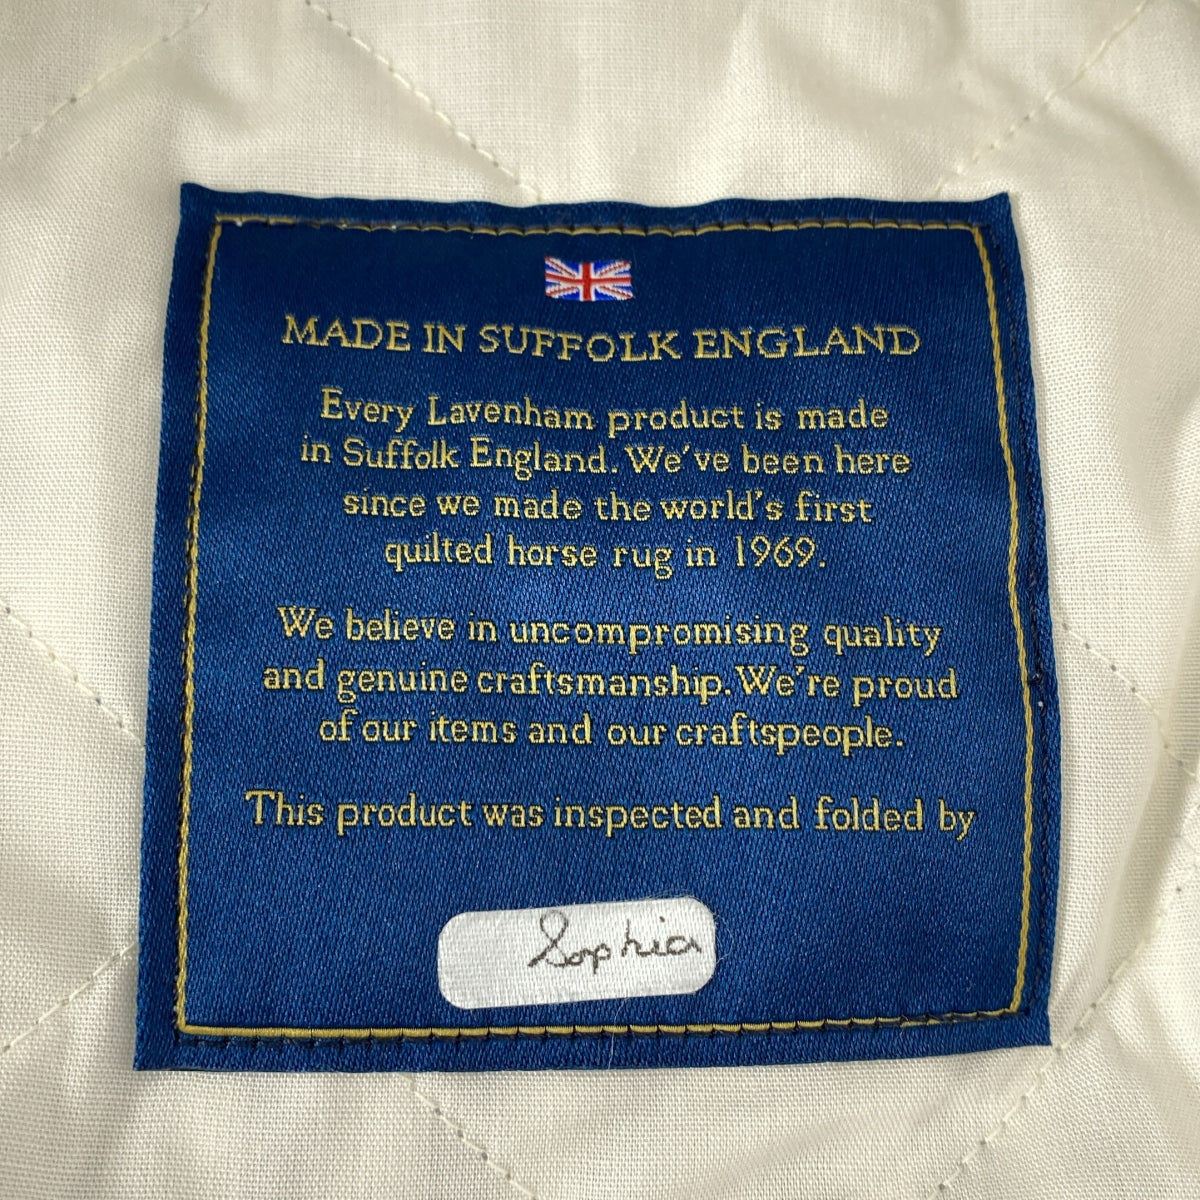 MADE IN SUFFOLK ENGLAND
Every Lavenham product is made
in Suffolk England. We've been here
since we made the world's first
quilted horse rug in 1969.
We believe in uncompromising quality
and genuine craftsmanship. We're proud
of our items and our craftspeople.
This product was inspected and folded by
Sophia